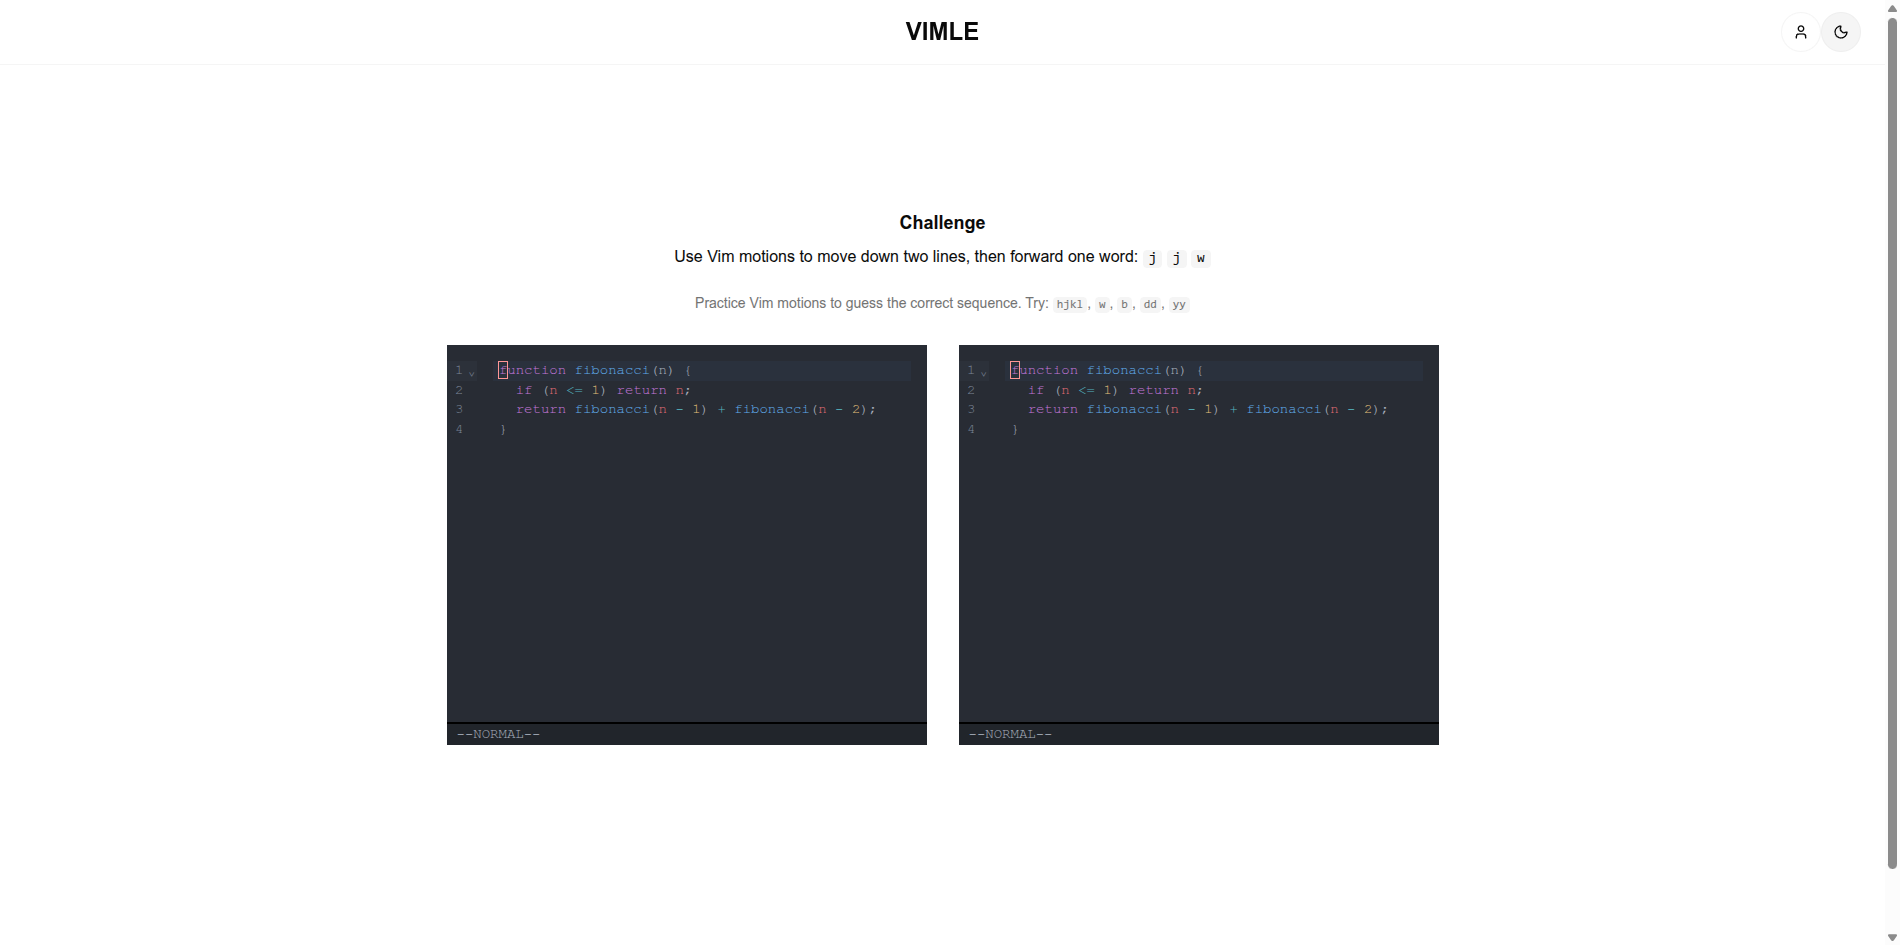 VIMLE
Challenge
Use Vim motions to move down two lines, then forward one word: j j w
Practice Vim motions to guess the correct sequence. Try: hjkl, w, b, dd, yy
1 function fibonacci(n) {
2   if (n <= 1) return n;
3   return fibonacci(n - 1) + fibonacci(n - 2);
4 }
--NORMAL--
1 function fibonacci(n) {
2   if (n <= 1) return n;
3   return fibonacci(n - 1) + fibonacci(n - 2);
4 }
--NORMAL--